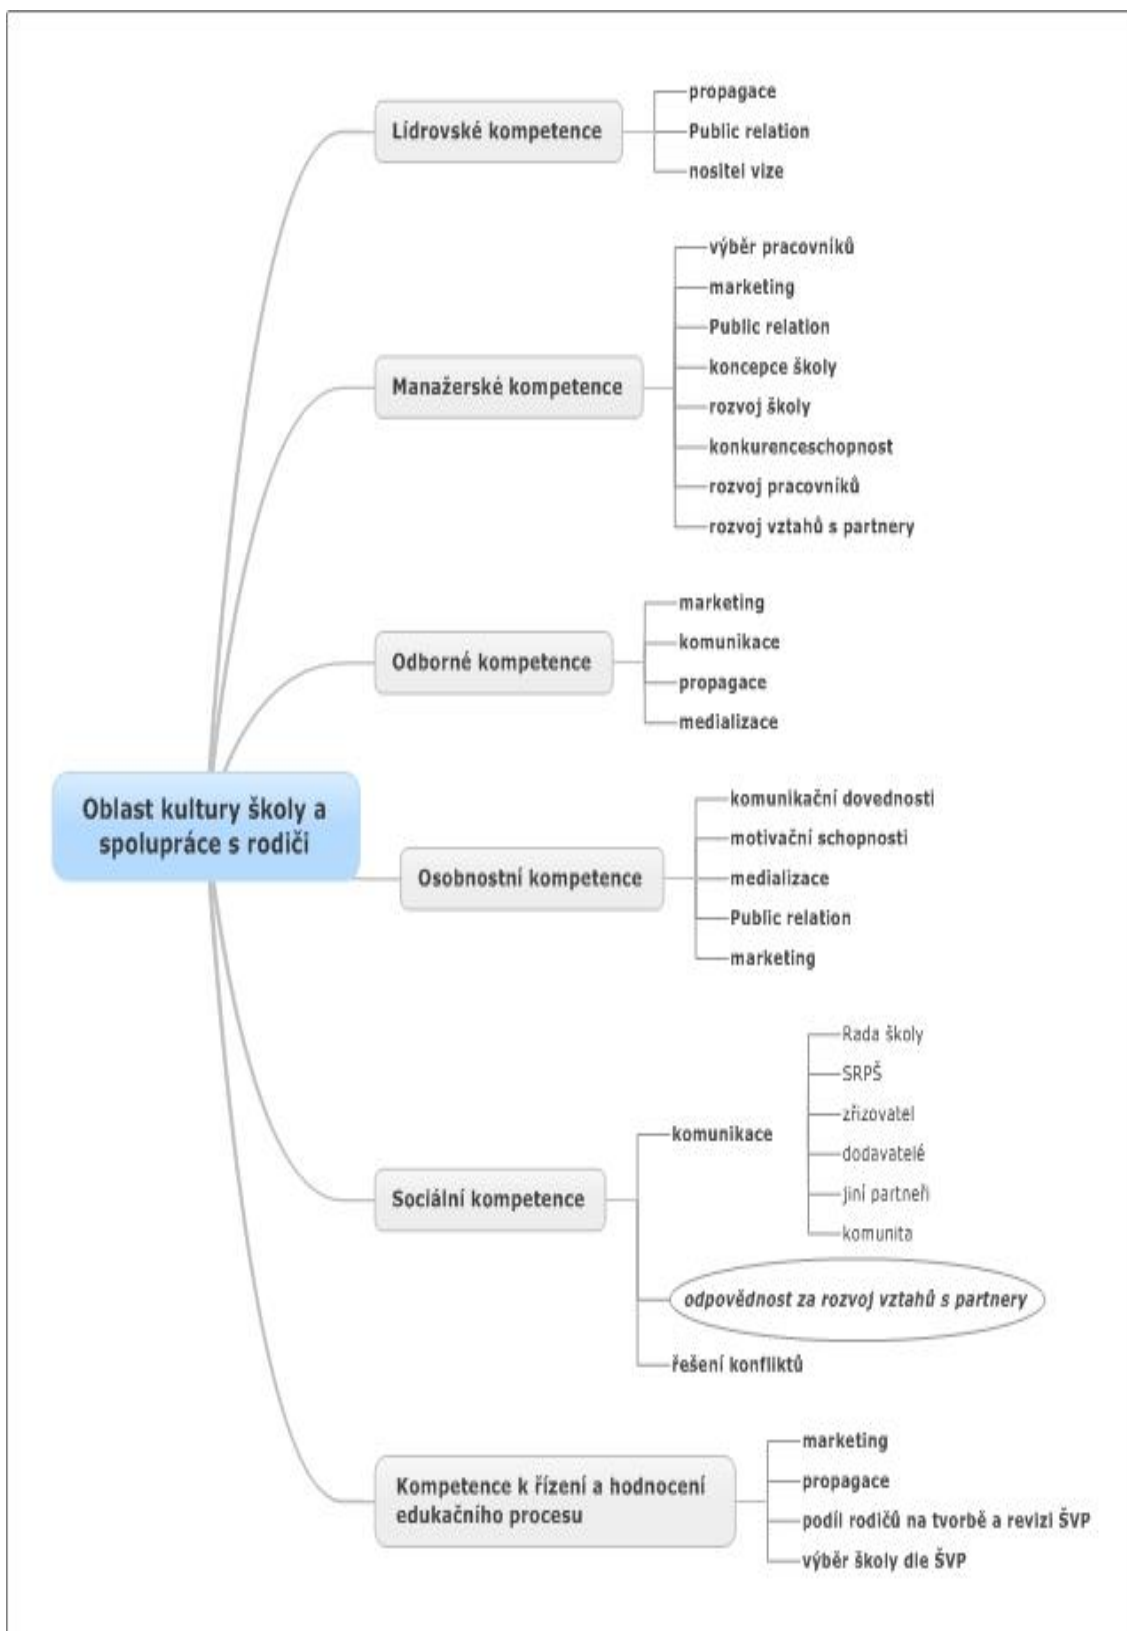 Lídrovské kompetence
propagace
Public relation
nositel vize
Manažerské kompetence
výběr pracovníků
marketing
Public relation
koncepce školy
rozvoj školy
konkurenceschopnost
rozvoj pracovníků
rozvoj vztahů s partnery
Odborné kompetence
marketing
komunikace
propagace
medializace
Oblast kultury školy a
spolupráce s rodiči
Osobnostní kompetence
komunikační dovednosti
motivační schopnosti
medializace
Public relation
marketing
Sociální kompetence
komunikace
Rada školy
SRPŠ
zřizovatel
dodavatelé
jiní partneři
komunita
odpovědnost za rozvoj vztahů s partnery
řešení konfliktů
Kompetence k řízení a hodnocení
edukačního procesu
marketing
propagace
podíl rodičů na tvorbě a revizi ŠVP
výběr školy dle ŠVP